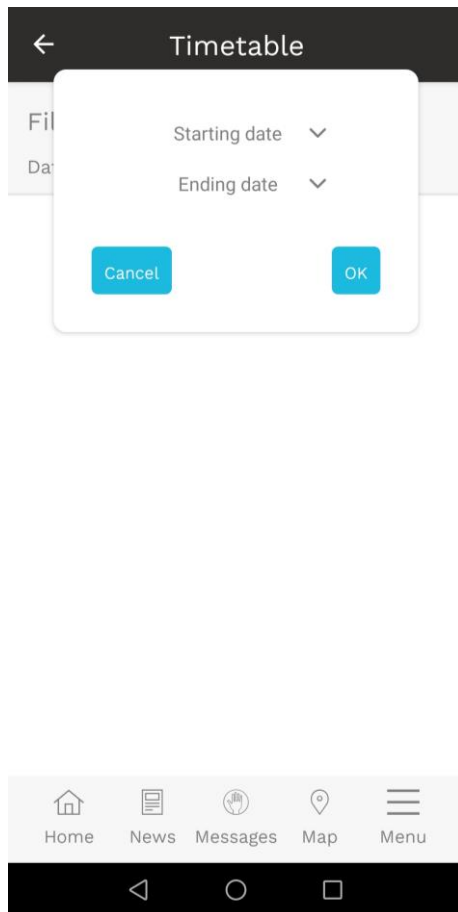 Timetable
Starting date
Ending date
Cancel OK
Home News Messages Map Menu